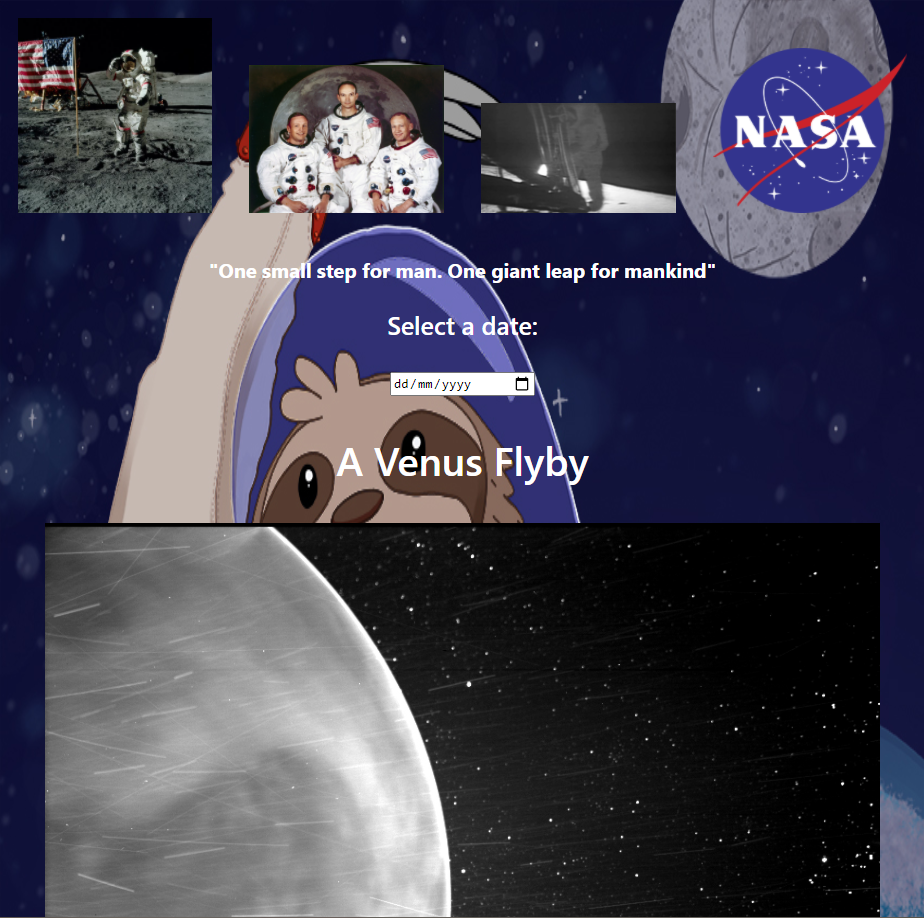 NASA
"One small step for man. One giant leap for mankind"
Select a date:
dd/mm/yyyy
A Venus Flyby